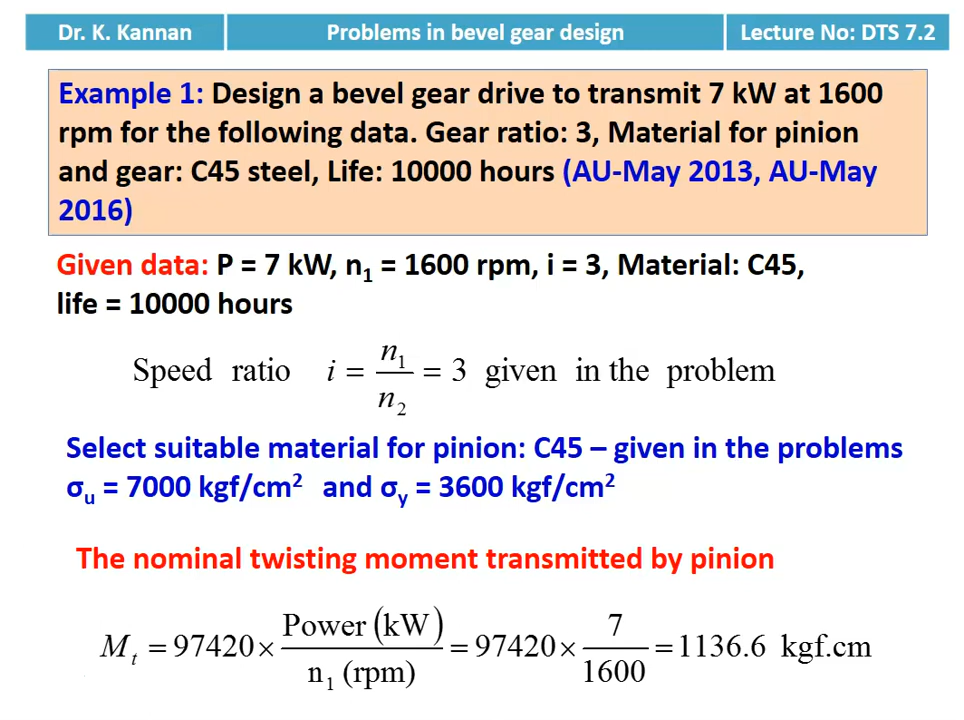 Dr. K. Kannan
Problems in bevel gear design
Lecture No: DTS 7.2
Example 1: Design a bevel gear drive to transmit 7 kW at 1600
rpm for the following data. Gear ratio: 3, Material for pinion
and gear: C45 steel, Life: 10000 hours (AU-May 2013, AU-May
2016)
Given data: P = 7 kW, n₁ = 1600 rpm, i = 3, Material: C45,
life = 10000 hours
Speed ratio i = n₁ / n₂ = 3 given in the problem
Select suitable material for pinion: C45 – given in the problems
σᵤ = 7000 kgf/cm² and σ_y = 3600 kgf/cm²
The nominal twisting moment transmitted by pinion
M_t = 97420 × Power (kW) / n₁ (rpm) = 97420 × 7 / 1600 = 1136.6 kgf.cm